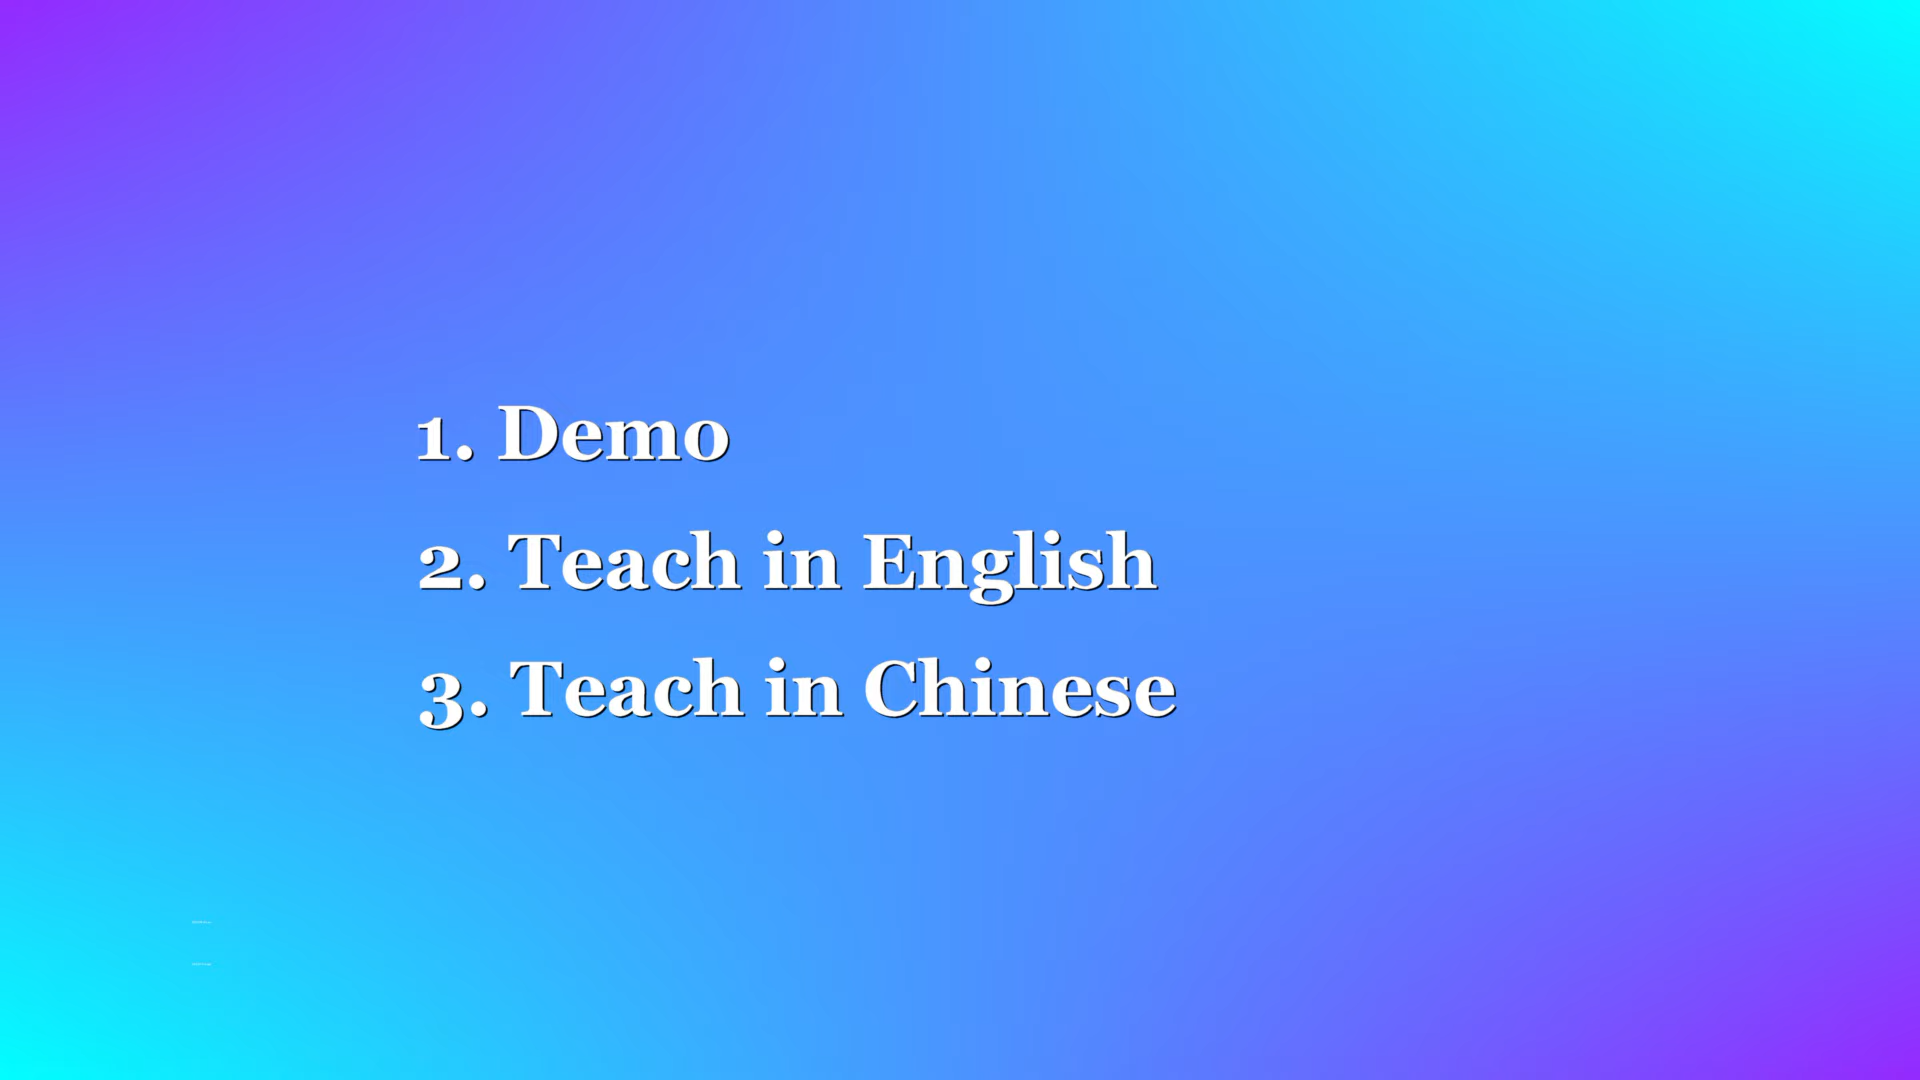 1. Demo
2. Teach in English
3. Teach in Chinese